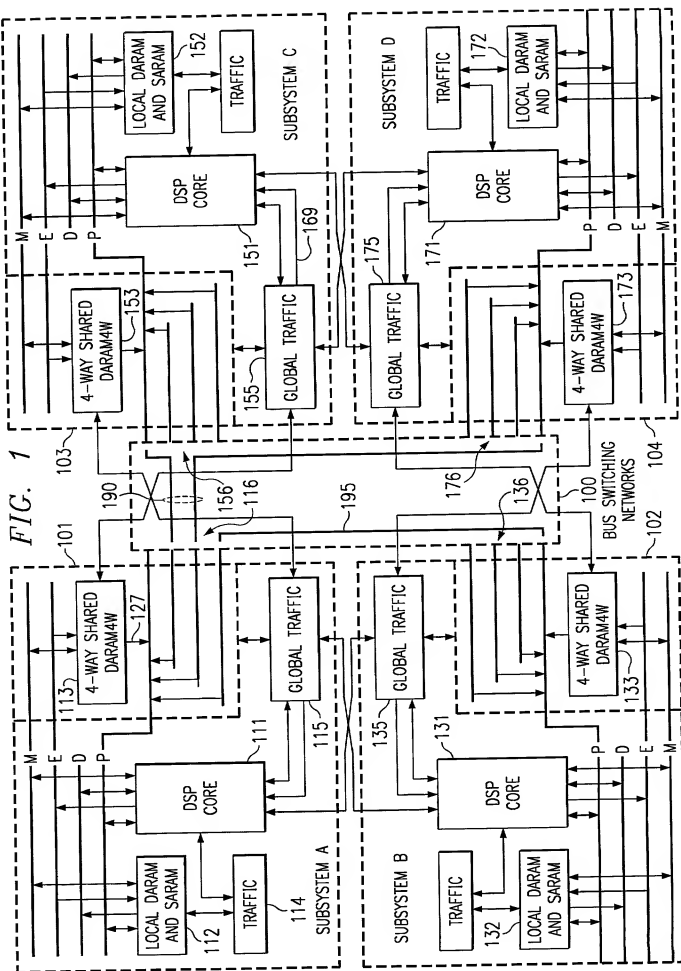 FIG. 1
101
190
103
M
E
D
P
M
E
D
P
4-WAY SHARED
DARAM4W
113
127
4-WAY SHARED
DARAM4W
153
LOCAL DARAM
AND SARAM
112
TRAFFIC
114
DSP
CORE
111
GLOBAL TRAFFIC
115
SUBSYSTEM A
116
156
GLOBAL TRAFFIC
155
169
DSP
CORE
151
LOCAL DARAM
AND SARAM
152
TRAFFIC
SUBSYSTEM C
SUBSYSTEM B
TRAFFIC
LOCAL DARAM
AND SARAM
132
DSP
CORE
131
GLOBAL TRAFFIC
135
195
136
176
GLOBAL TRAFFIC
175
DSP
CORE
171
SUBSYSTEM D
TRAFFIC
LOCAL DARAM
AND SARAM
172
4-WAY SHARED
DARAM4W
133
4-WAY SHARED
DARAM4W
173
P
D
E
M
P
D
E
M
102
100
BUS SWITCHING
NETWORKS
104